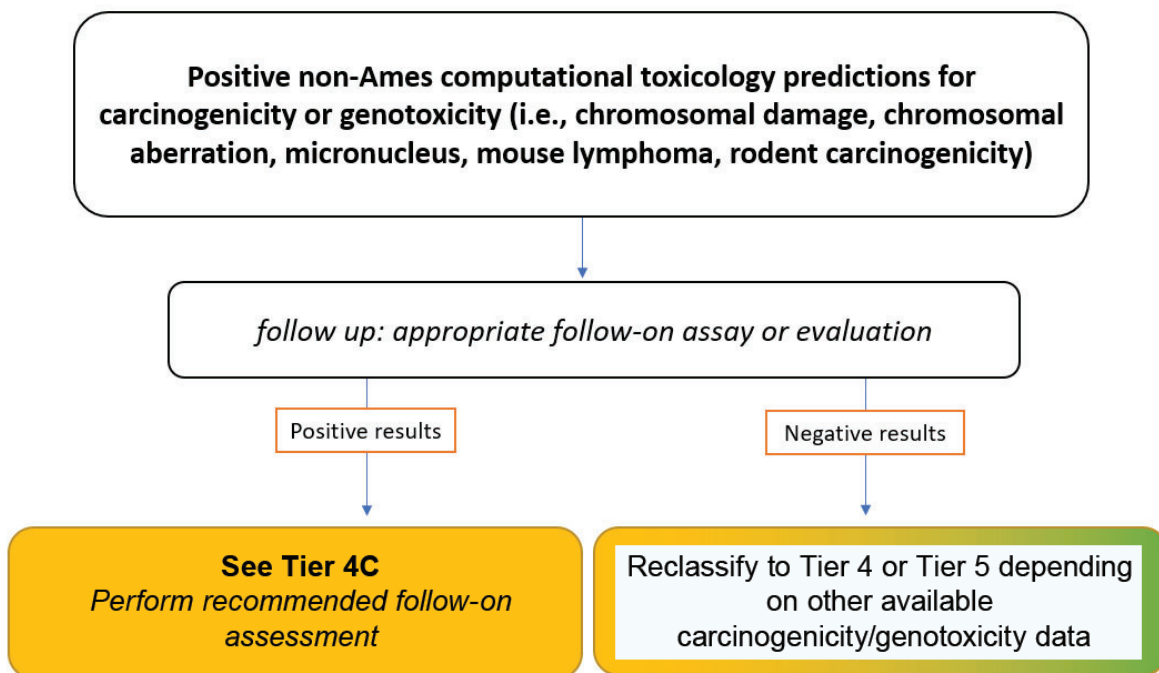 Positive non-Ames computational toxicology predictions for
carcinogenicity or genotoxicity (i.e., chromosomal damage, chromosomal
aberration, micronucleus, mouse lymphoma, rodent carcinogenicity)
follow up: appropriate follow-on assay or evaluation
Positive results
Negative results
See Tier 4C
Perform recommended follow-on
assessment
Reclassify to Tier 4 or Tier 5 depending
on other available
carcinogenicity/genotoxicity data